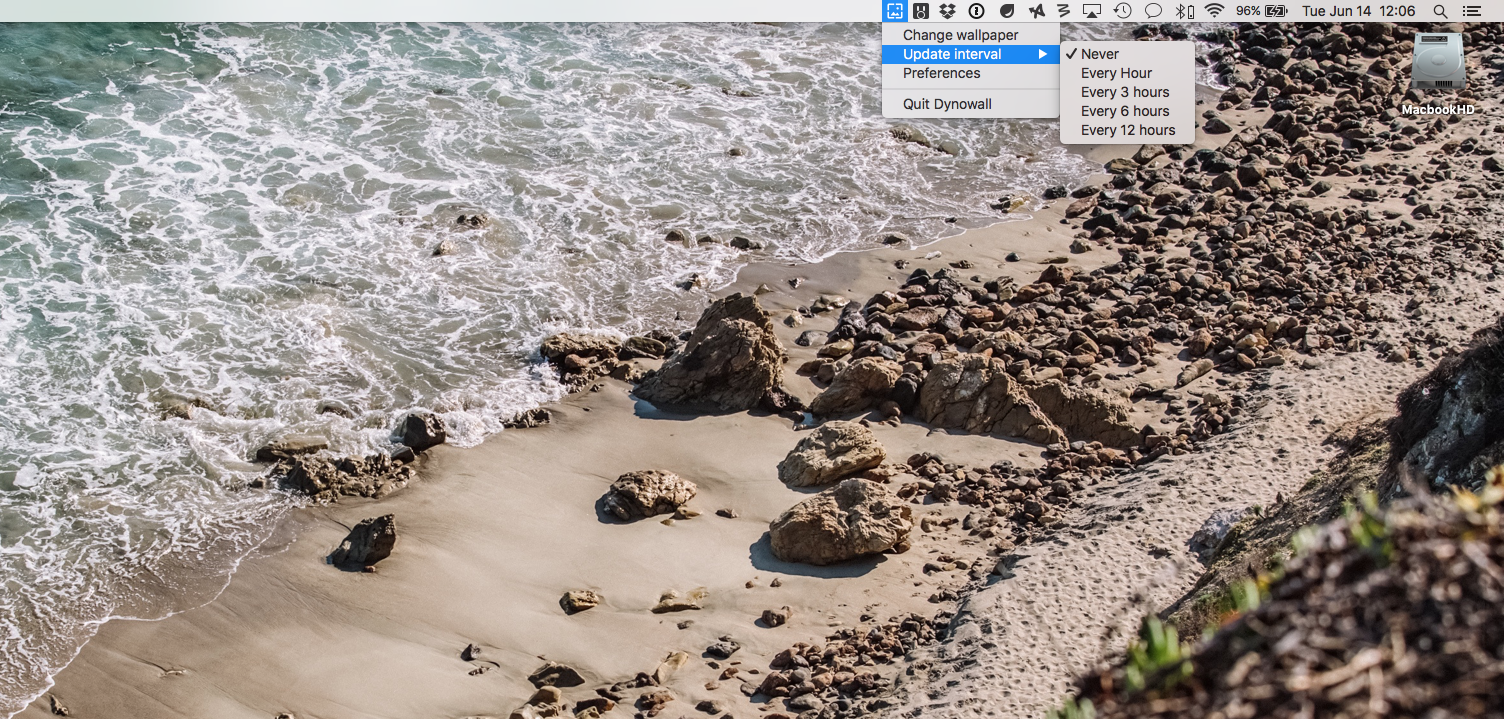 96% Tue Jun 14 12:06
Change wallpaper
Update interval
Preferences
Quit Dynowall
Never
Every Hour
Every 3 hours
Every 6 hours
Every 12 hours
MacbookHD